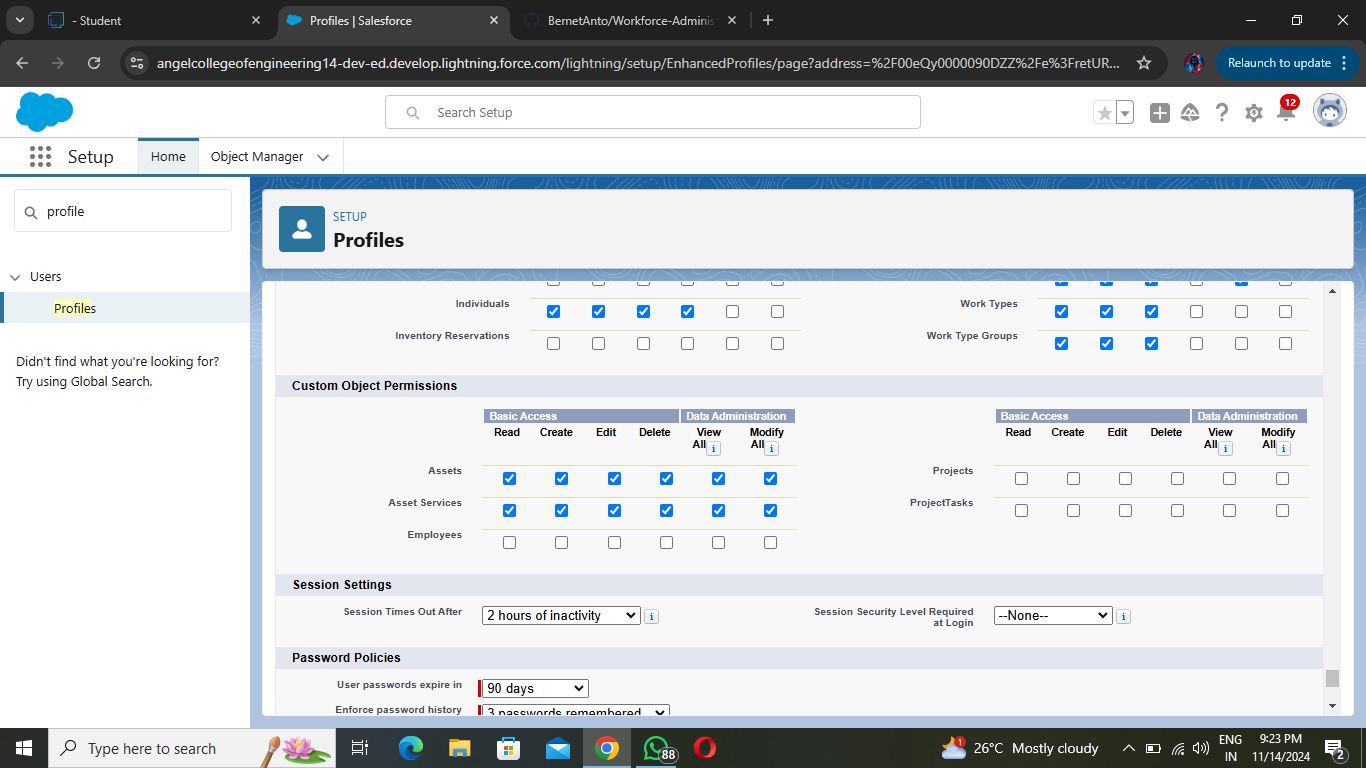 - Student
Profiles | Salesforce
BernetAnto/Workforce-Adminis
angelcollegeofengineering14-dev-ed.develop.lightning.force.com/lightning/setup/EnhancedProfiles/page?address=%2F00eQy0000090DZZ%2Fe%3FretUR...
Relaunch to update
Search Setup
12
Setup
Home
Object Manager
profile
Users
Profiles
Didn't find what you're looking for?
Try using Global Search.
SETUP
Profiles
Individuals
Work Types
Inventory Reservations
Work Type Groups
Custom Object Permissions
Basic Access Data Administration
Read Create Edit Delete View All i Modify All i
Basic Access Data Administration
Read Create Edit Delete View All i Modify All i
Assets
Projects
Asset Services
ProjectTasks
Employees
Session Settings
Session Times Out After 2 hours of inactivity i
Session Security Level Required at Login --None-- i
Password Policies
User passwords expire in 90 days
Enforce password history 3 passwords remembered
Type here to search
88
1
26°C Mostly cloudy
ENG
IN
9:23 PM
11/14/2024
2